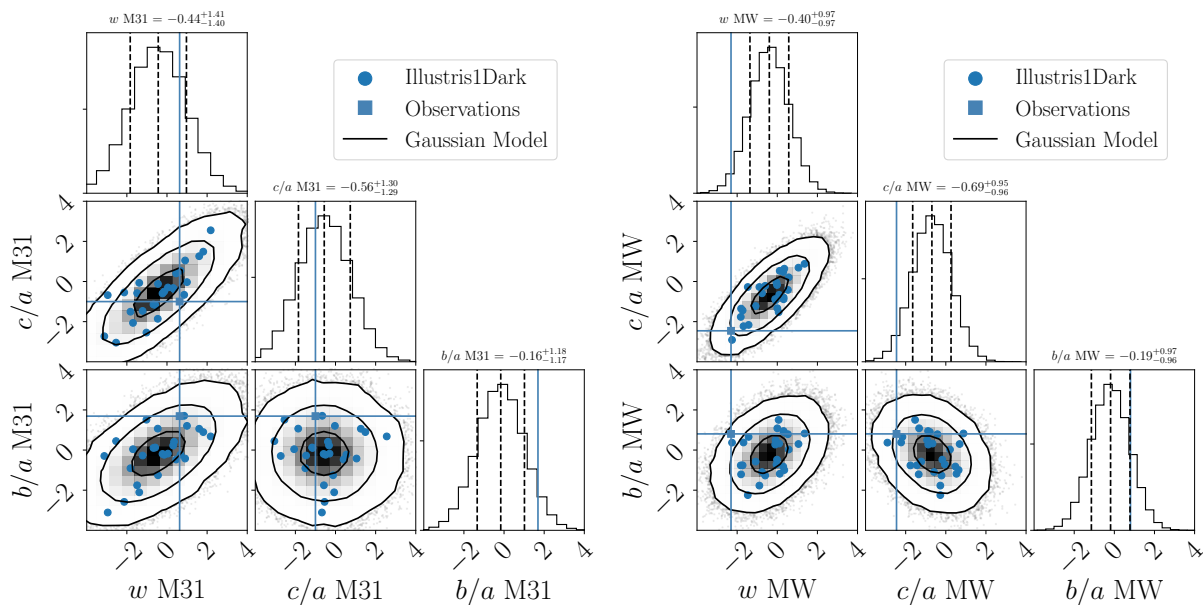 w M31 = −0.44+1.41−1.40
Illustris1Dark
Observations
Gaussian Model
c/a M31 = −0.56+1.30−1.29
4
2
0
−2
c/a M31
b/a M31 = −0.16+1.18−1.17
4
2
0
−2
b/a M31
−2 0 2 4
−2 0 2 4
−2 0 2 4
w M31
c/a M31
b/a M31
w MW = −0.40+0.97−0.97
Illustris1Dark
Observations
Gaussian Model
c/a MW = −0.69+0.95−0.96
4
2
0
−2
c/a MW
b/a MW = −0.19+0.97−0.96
4
2
0
−2
b/a MW
−2 0 2 4
−2 0 2 4
−2 0 2 4
w MW
c/a MW
b/a MW